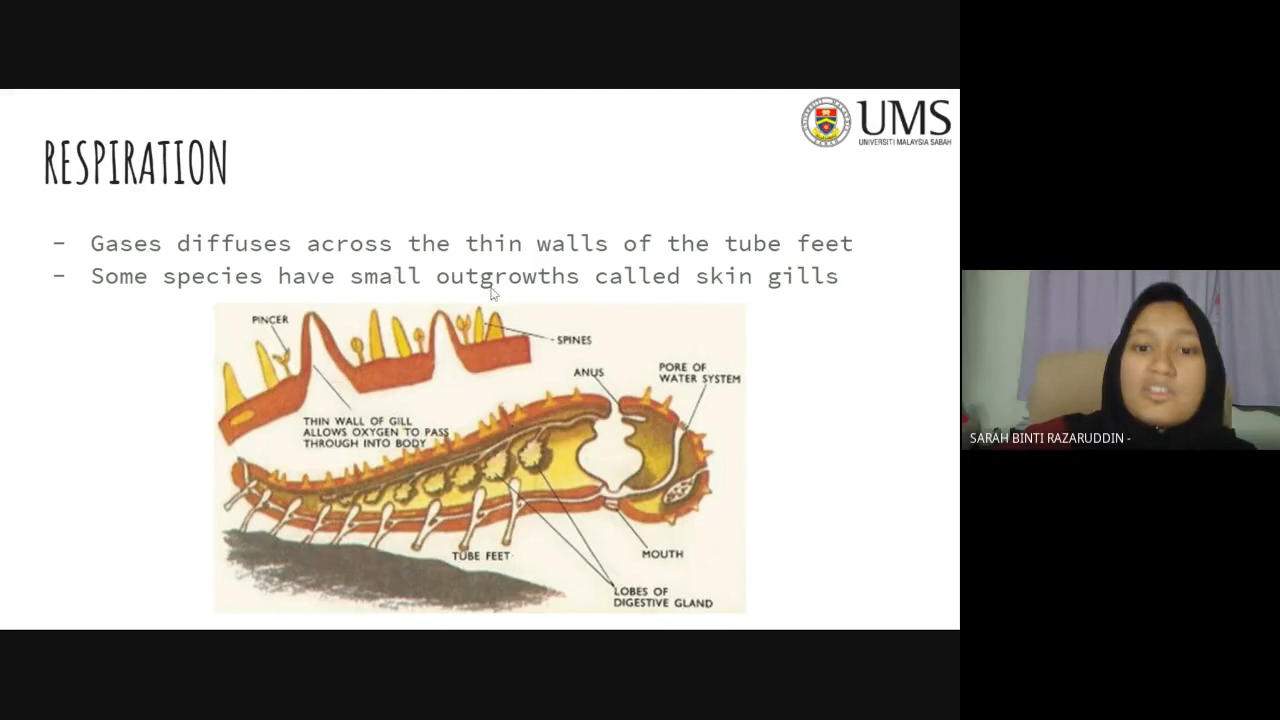 UMS
UNIVERSITI MALAYSIA SABAH
RESPIRATION
- Gases diffuses across the thin walls of the tube feet
- Some species have small outgrowths called skin gills
PINCER
SPINES
ANUS
PORE OF
WATER SYSTEM
THIN WALL OF GILL
ALLOWS OXYGEN TO PASS
THROUGH INTO BODY
TUBE FEET
MOUTH
LOBES OF
DIGESTIVE GLAND
SARAH BINTI RAZARUDDIN -